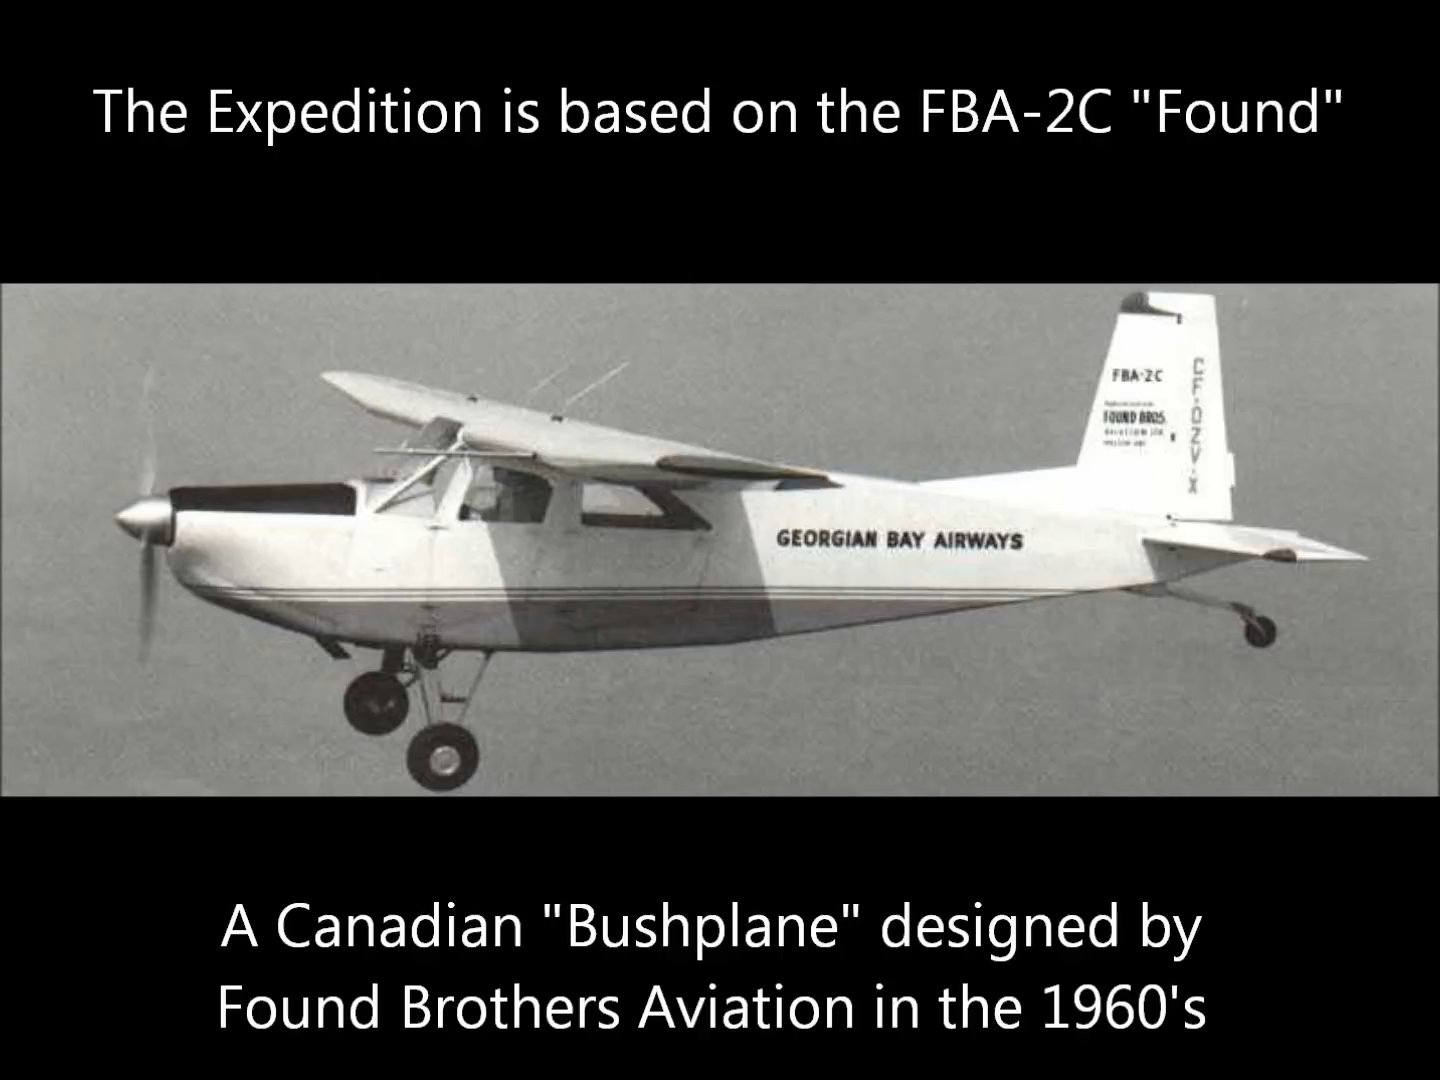 The Expedition is based on the FBA-2C "Found"
FBA-2C
FOUND BROS.
CF-OZV-X
GEORGIAN BAY AIRWAYS
A Canadian "Bushplane" designed by
Found Brothers Aviation in the 1960's